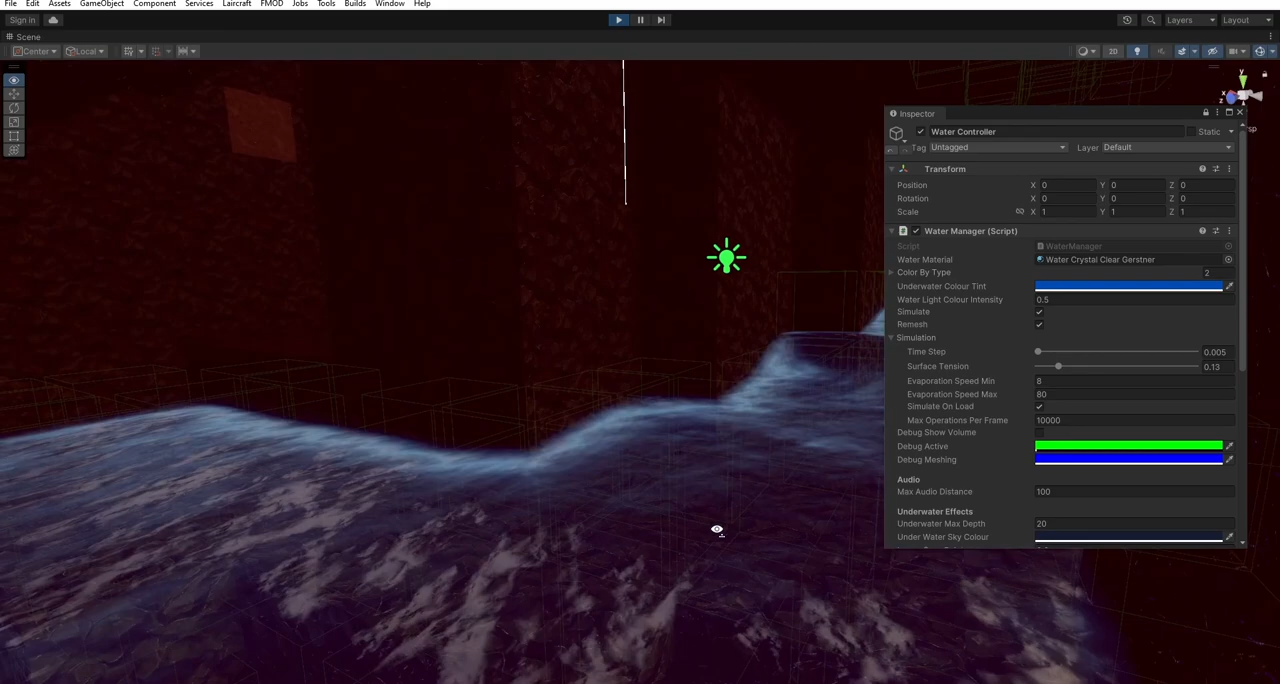 File Edit Assets GameObject Component Services Laircraft FMOD Jobs Tools Builds Window Help
Sign in Layers Layout
Scene
Center Local 2D
y
x
z
sp
Inspector
Water Controller Static
Tag Untagged Layer Default
Transform
Position X 0 Y 0 Z 0
Rotation X 0 Y 0 Z 0
Scale X 1 Y 1 Z 1
Water Manager (Script)
Script WaterManager
Water Material Water Crystal Clear Gerstner
Color By Type 2
Underwater Colour Tint
Water Light Colour Intensity 0.5
Simulate
Remesh
Simulation
Time Step 0.005
Surface Tension 0.13
Evaporation Speed Min 8
Evaporation Speed Max 80
Simulate On Load
Max Operations Per Frame 10000
Debug Show Volume
Debug Active
Debug Meshing
Audio
Max Audio Distance 100
Underwater Effects
Underwater Max Depth 20
Under Water Sky Colour